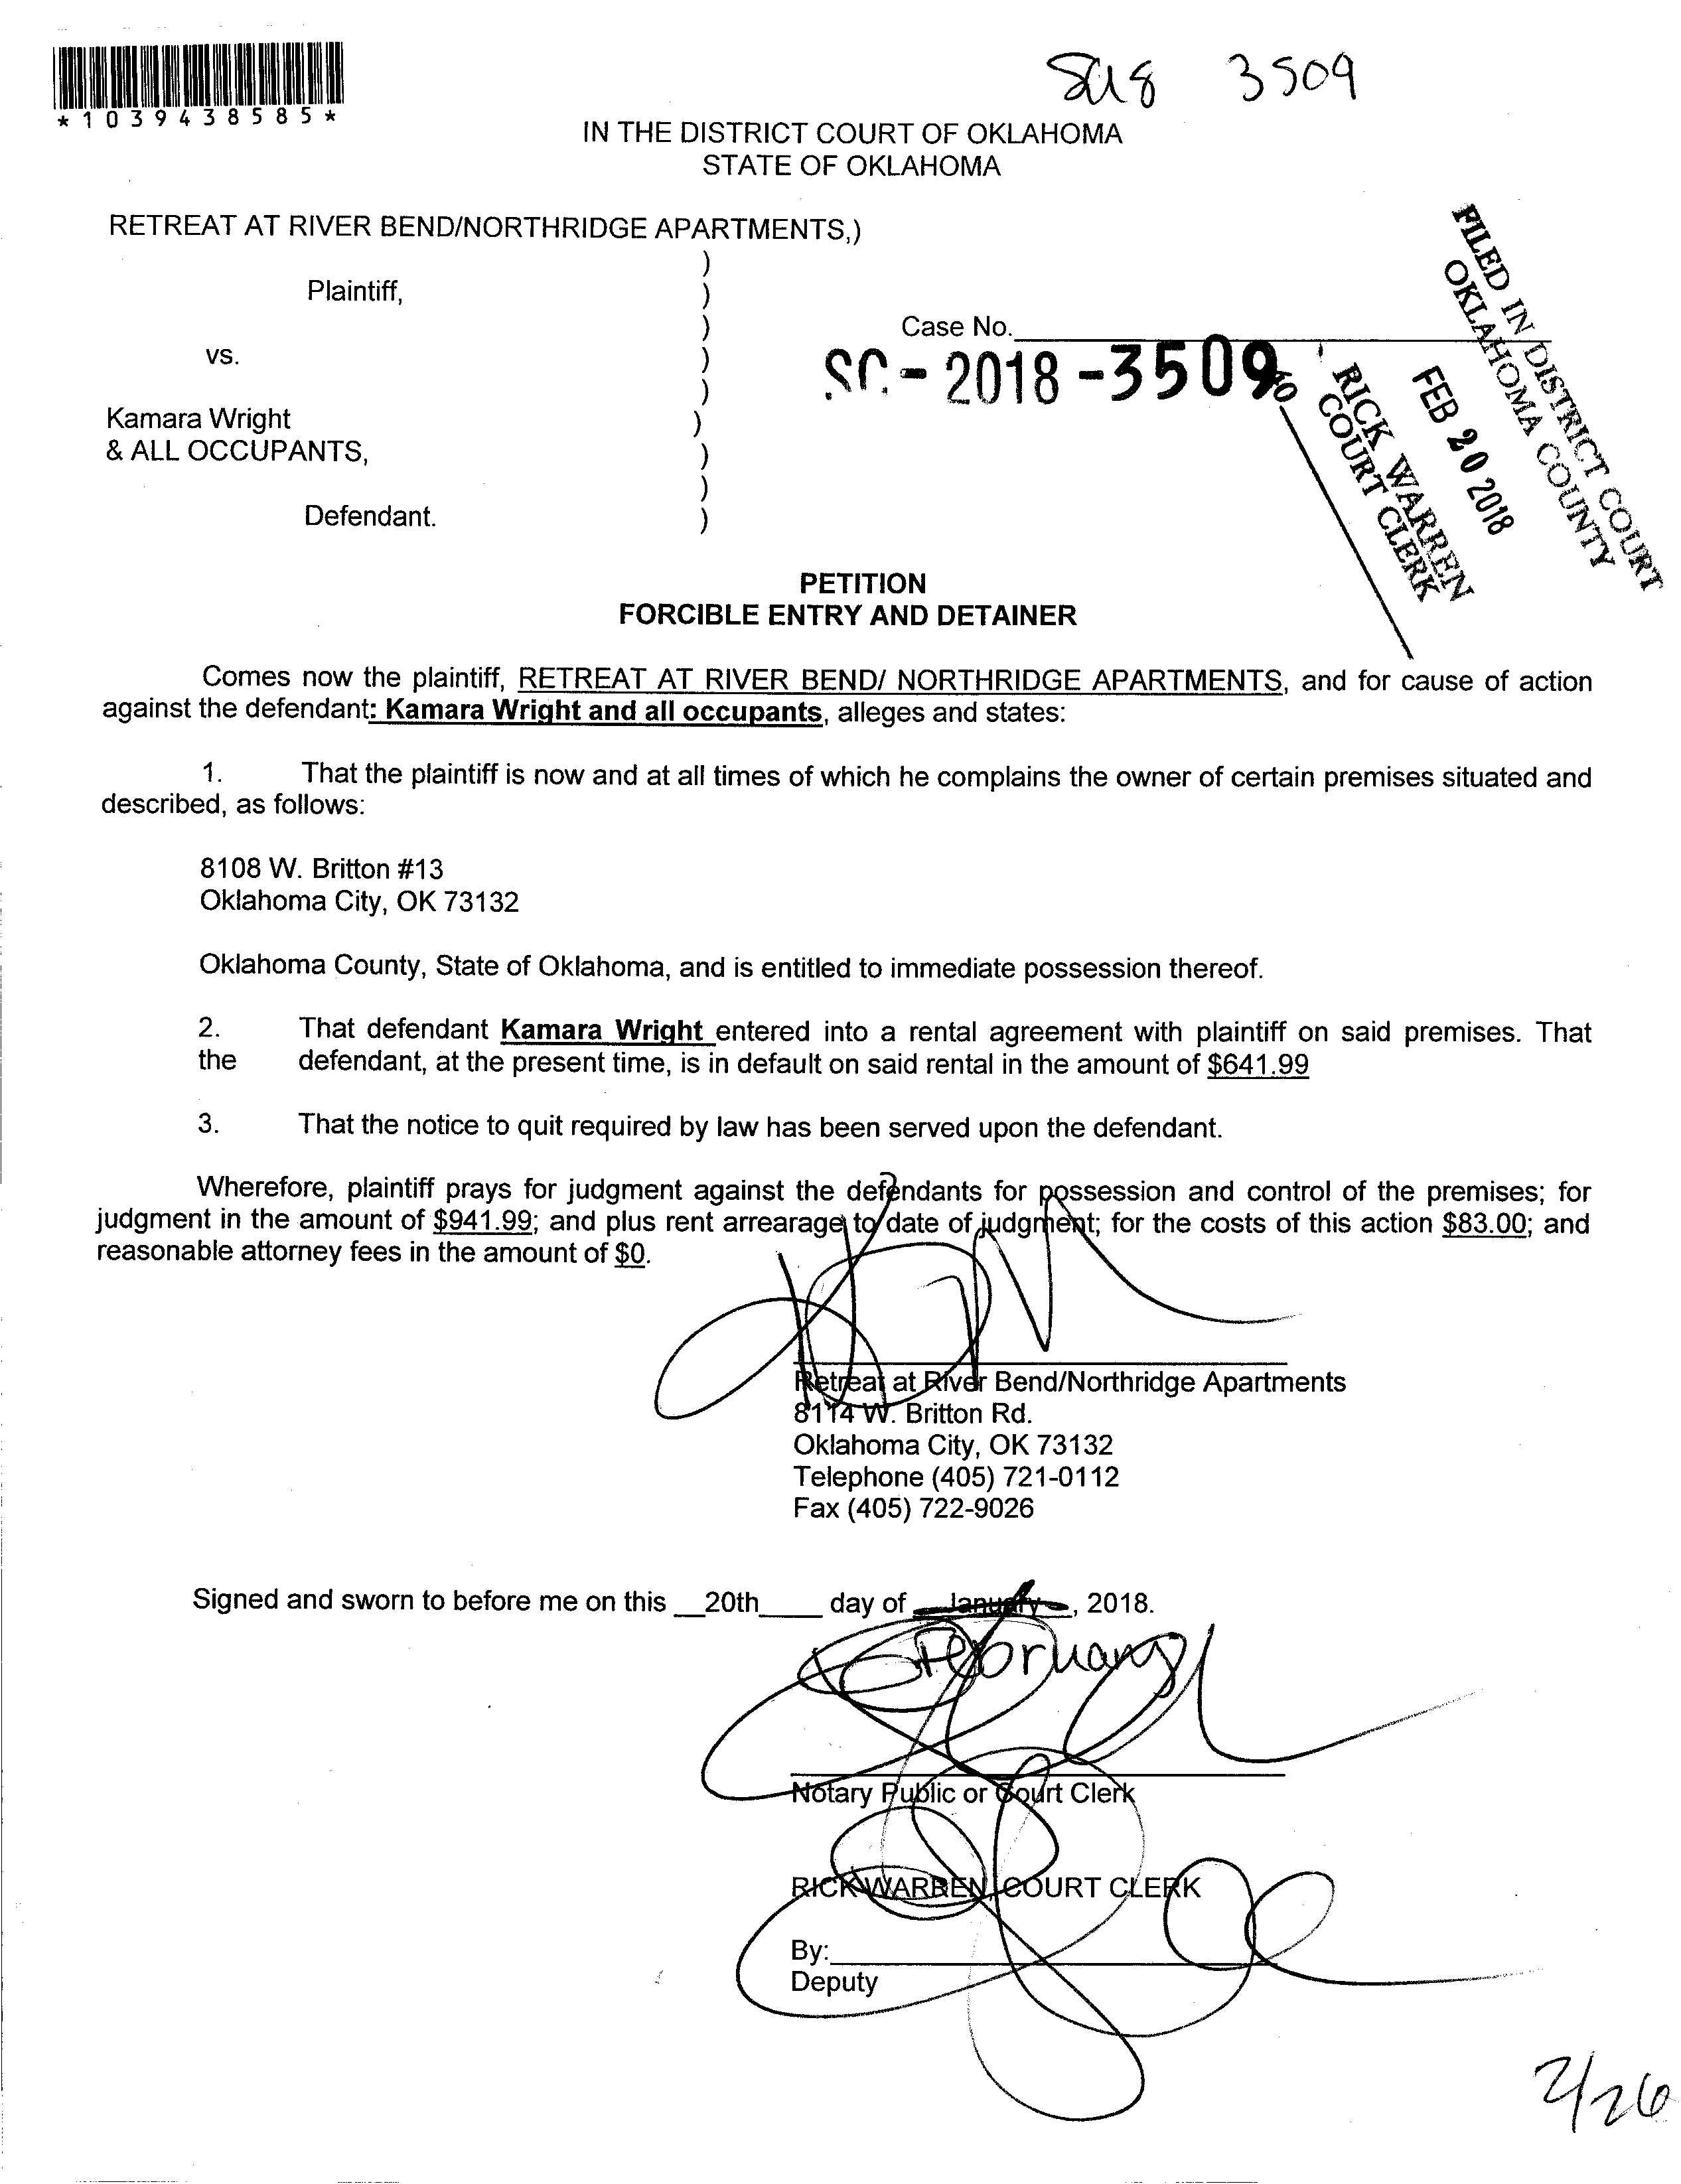 *1039438585*
3509
IN THE DISTRICT COURT OF OKLAHOMA
STATE OF OKLAHOMA
RETREAT AT RIVER BEND/NORTHRIDGE APARTMENTS,)
)
Plaintiff, )
)
vs. )
)
Kamara Wright )
& ALL OCCUPANTS, )
)
Defendant. )
Case No.
SC-2018-3509
FILED IN DISTRICT COURT
OKLAHOMA COUNTY
FEB 20 2018
RICK WARREN
COURT CLERK
PETITION
FORCIBLE ENTRY AND DETAINER
Comes now the plaintiff, RETREAT AT RIVER BEND/ NORTHRIDGE APARTMENTS, and for cause of action
against the defendant: Kamara Wright and all occupants, alleges and states:
1. That the plaintiff is now and at all times of which he complains the owner of certain premises situated and
described, as follows:
8108 W. Britton #13
Oklahoma City, OK 73132
Oklahoma County, State of Oklahoma, and is entitled to immediate possession thereof.
2. That defendant Kamara Wright entered into a rental agreement with plaintiff on said premises. That
the defendant, at the present time, is in default on said rental in the amount of $641.99
3. That the notice to quit required by law has been served upon the defendant.
Wherefore, plaintiff prays for judgment against the defendants for possession and control of the premises; for
judgment in the amount of $941.99; and plus rent arrearage to date of judgment; for the costs of this action $83.00; and
reasonable attorney fees in the amount of $0.
Retreat at River Bend/Northridge Apartments
8114 W. Britton Rd.
Oklahoma City, OK 73132
Telephone (405) 721-0112
Fax (405) 722-9026
Signed and sworn to before me on this __20th____ day of January, 2018.
February
Notary Public or Court Clerk
RICK WARREN, COURT CLERK
By:
Deputy
2/26